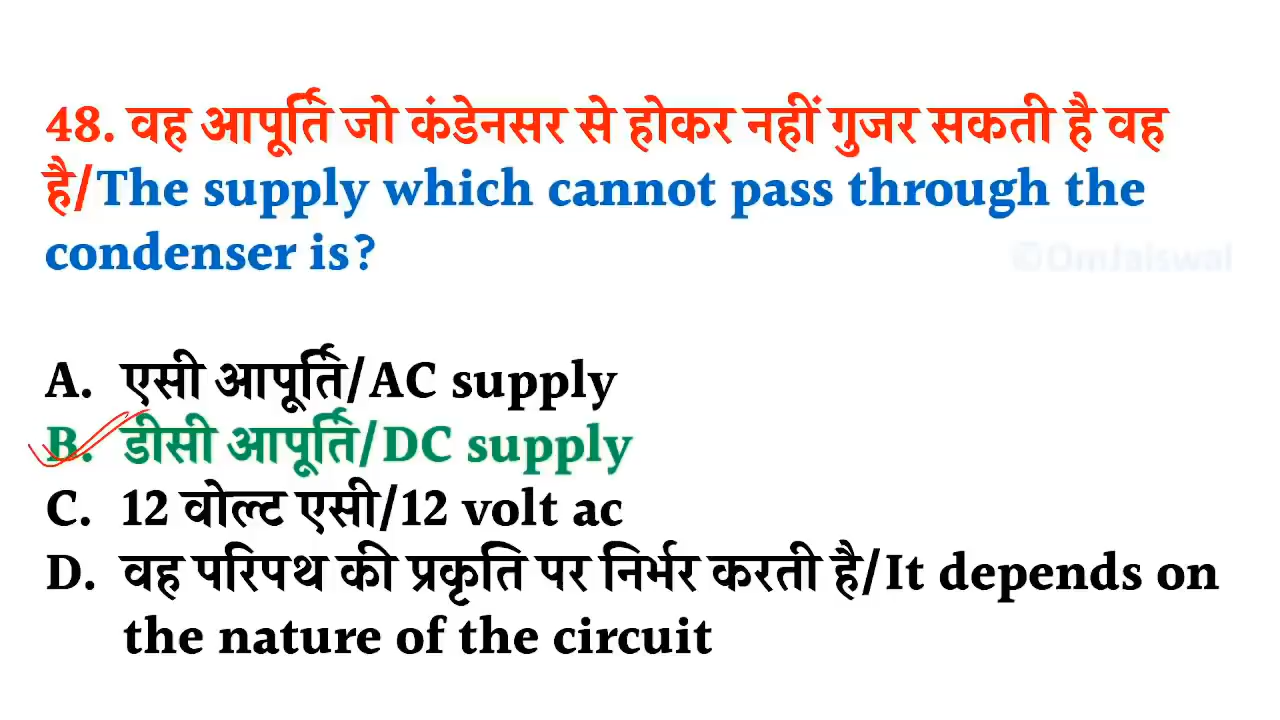 48. वह आपूर्ति जो कंडेनसर से होकर नहीं गुजर सकती है वह
है/The supply which cannot pass through the
condenser is?
©OmJaiswal
A. एसी आपूर्ति/AC supply
B. डीसी आपूर्ति/DC supply
C. 12 वोल्ट एसी/12 volt ac
D. वह परिपथ की प्रकृति पर निर्भर करती है/It depends on
the nature of the circuit